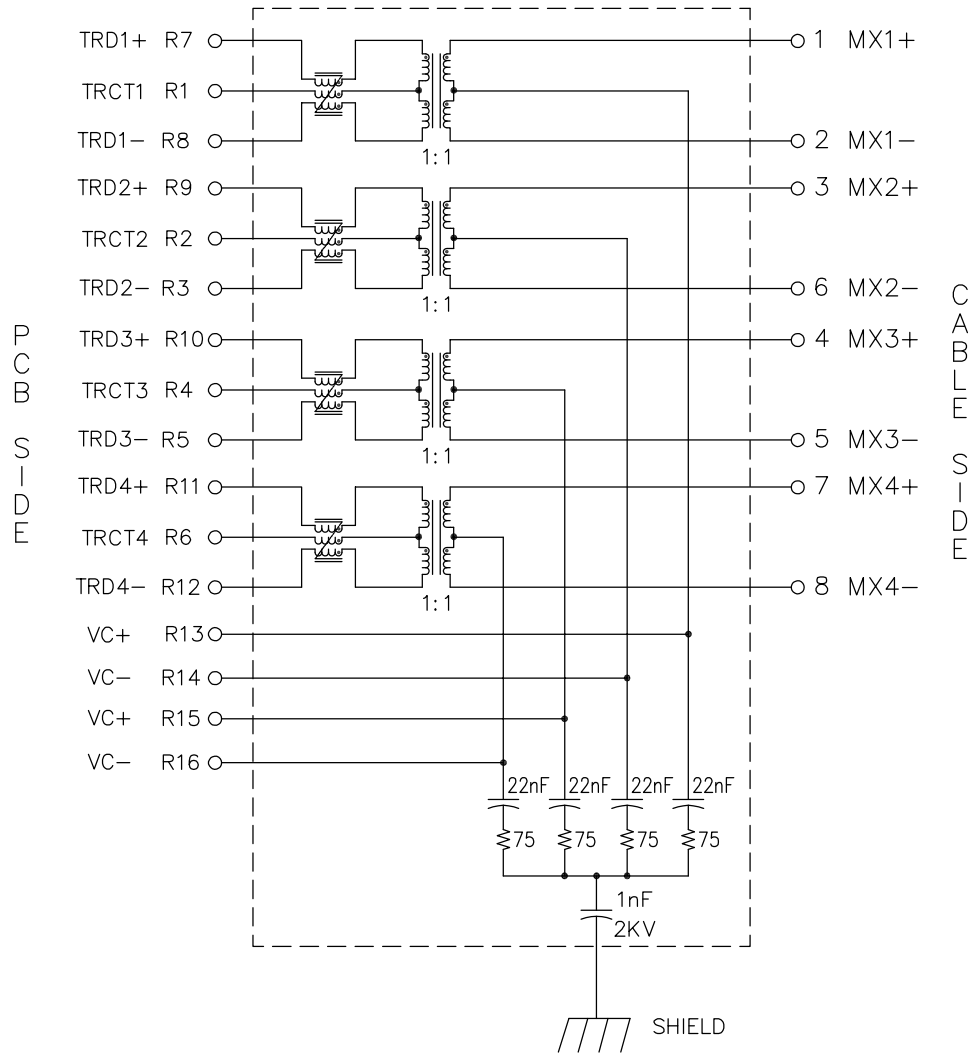 TRD1+ R7 1 MX1+
TRCT1 R1
TRD1- R8 2 MX1-
1:1
TRD2+ R9 3 MX2+
TRCT2 R2
TRD2- R3 6 MX2-
1:1
TRD3+ R10 4 MX3+
TRCT3 R4
TRD3- R5 5 MX3-
1:1
TRD4+ R11 7 MX4+
TRCT4 R6
TRD4- R12 8 MX4-
1:1
VC+ R13
VC- R14
VC+ R15
VC- R16
PCB SIDE
CABLE SIDE
22nF 22nF 22nF 22nF
75 75 75 75
1nF
2KV
SHIELD